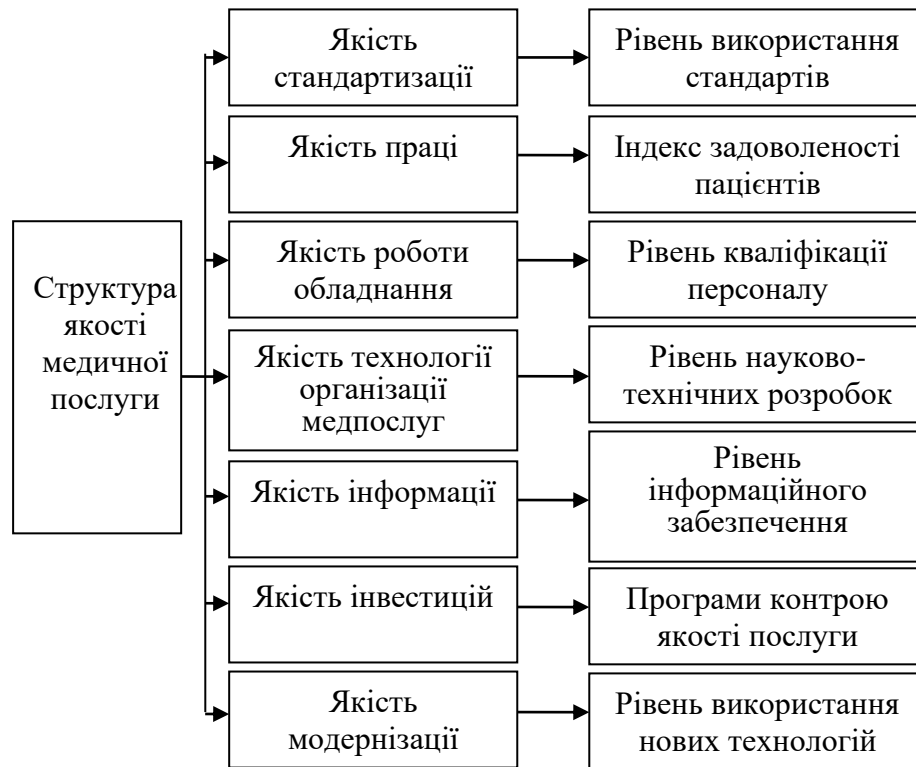 Структура
якості
медичної
послуги
Якість
стандартизації
Рівень використання
стандартів
Якість праці
Індекс задоволеності
пацієнтів
Якість роботи
обладнання
Рівень кваліфікації
персоналу
Якість технології
організації
медпослуг
Рівень науково-
технічних розробок
Якість інформації
Рівень
інформаційного
забезпечення
Якість інвестицій
Програми контрою
якості послуги
Якість
модернізації
Рівень використання
нових технологій